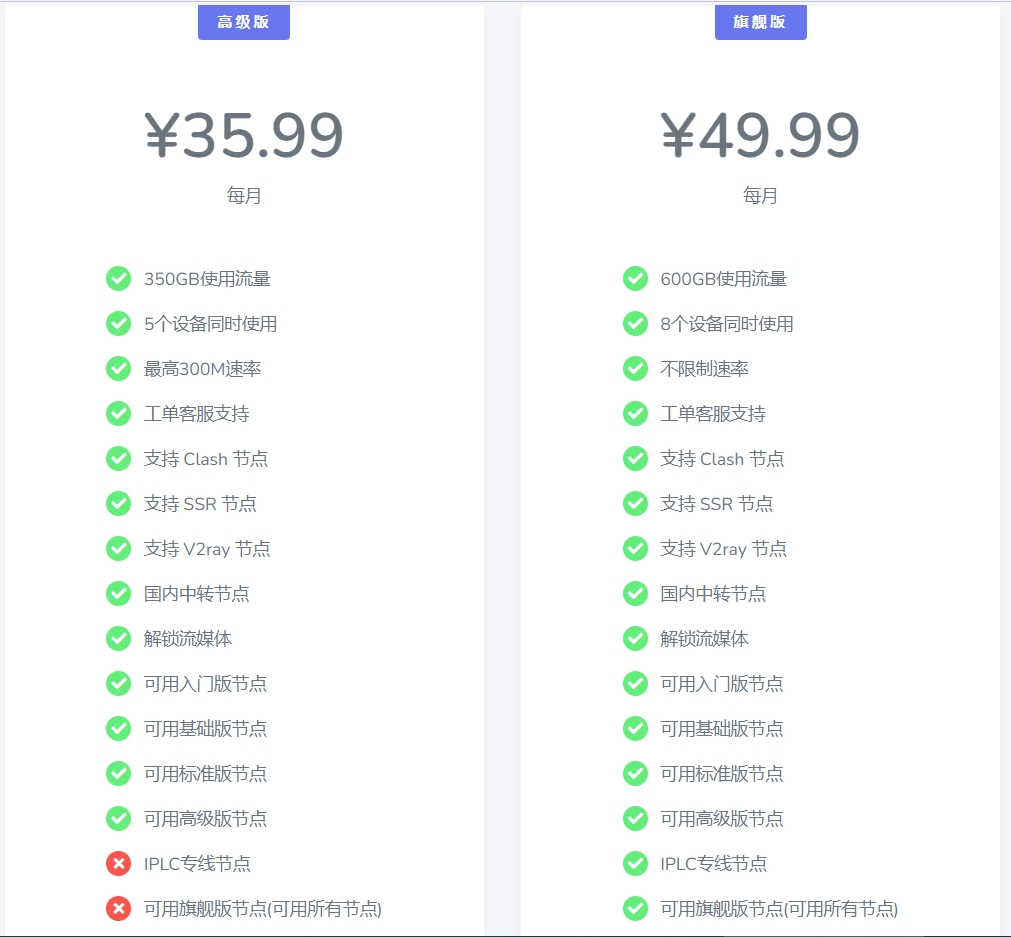 高级版
¥35.99
每月
350GB使用流量
5个设备同时使用
最高300M速率
工单客服支持
支持 Clash 节点
支持 SSR 节点
支持 V2ray 节点
国内中转节点
解锁流媒体
可用入门版节点
可用基础版节点
可用标准版节点
可用高级版节点
IPLC专线节点
可用旗舰版节点(可用所有节点)
旗舰版
¥49.99
每月
600GB使用流量
8个设备同时使用
不限制速率
工单客服支持
支持 Clash 节点
支持 SSR 节点
支持 V2ray 节点
国内中转节点
解锁流媒体
可用入门版节点
可用基础版节点
可用标准版节点
可用高级版节点
IPLC专线节点
可用旗舰版节点(可用所有节点)